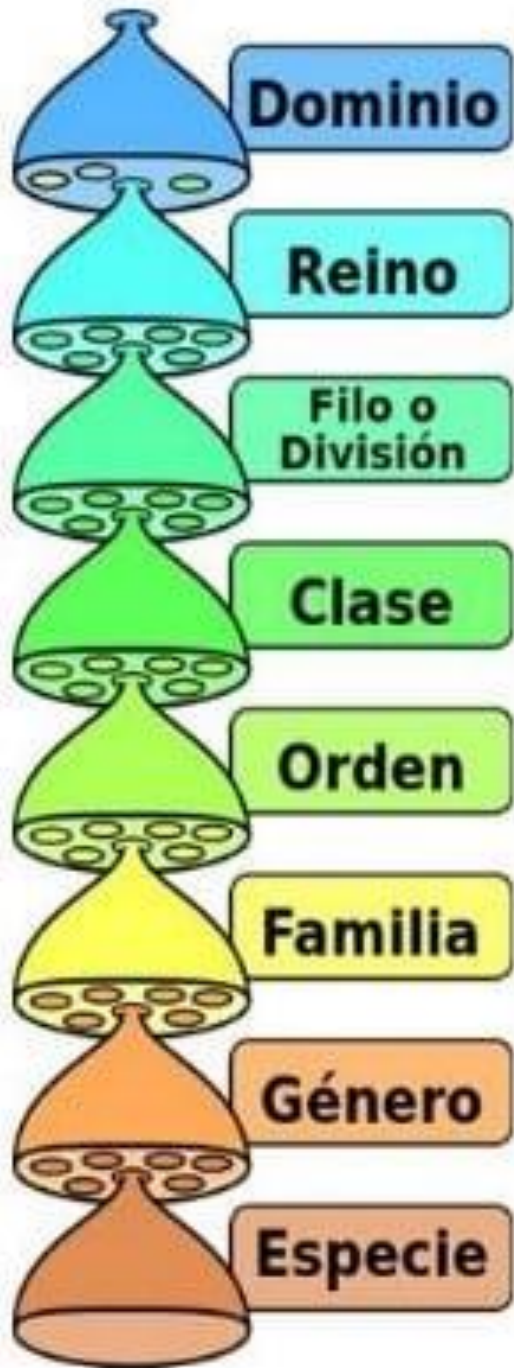 Dominio
Reino
Filo o
División
Clase
Orden
Familia
Género
Especie